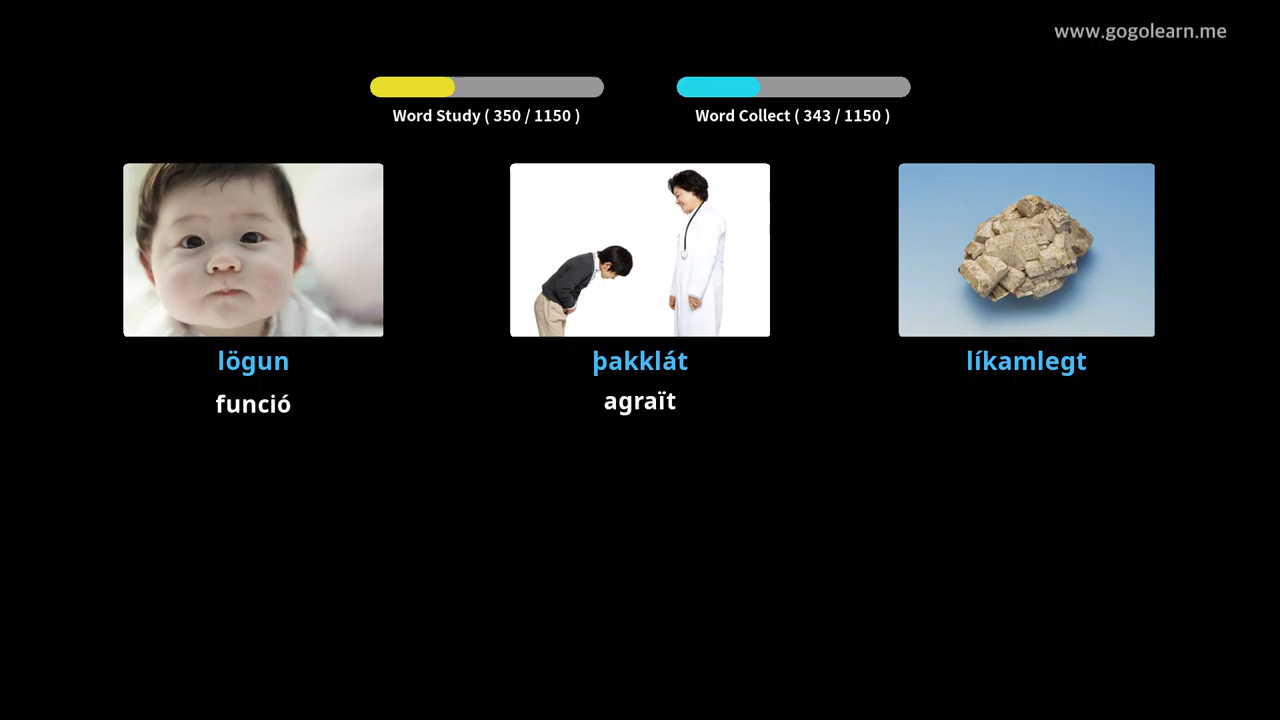 www.gogolearn.me
Word Study ( 350 / 1150 )
Word Collect ( 343 / 1150 )
lögun
funció
þakklát
agraït
líkamlegt